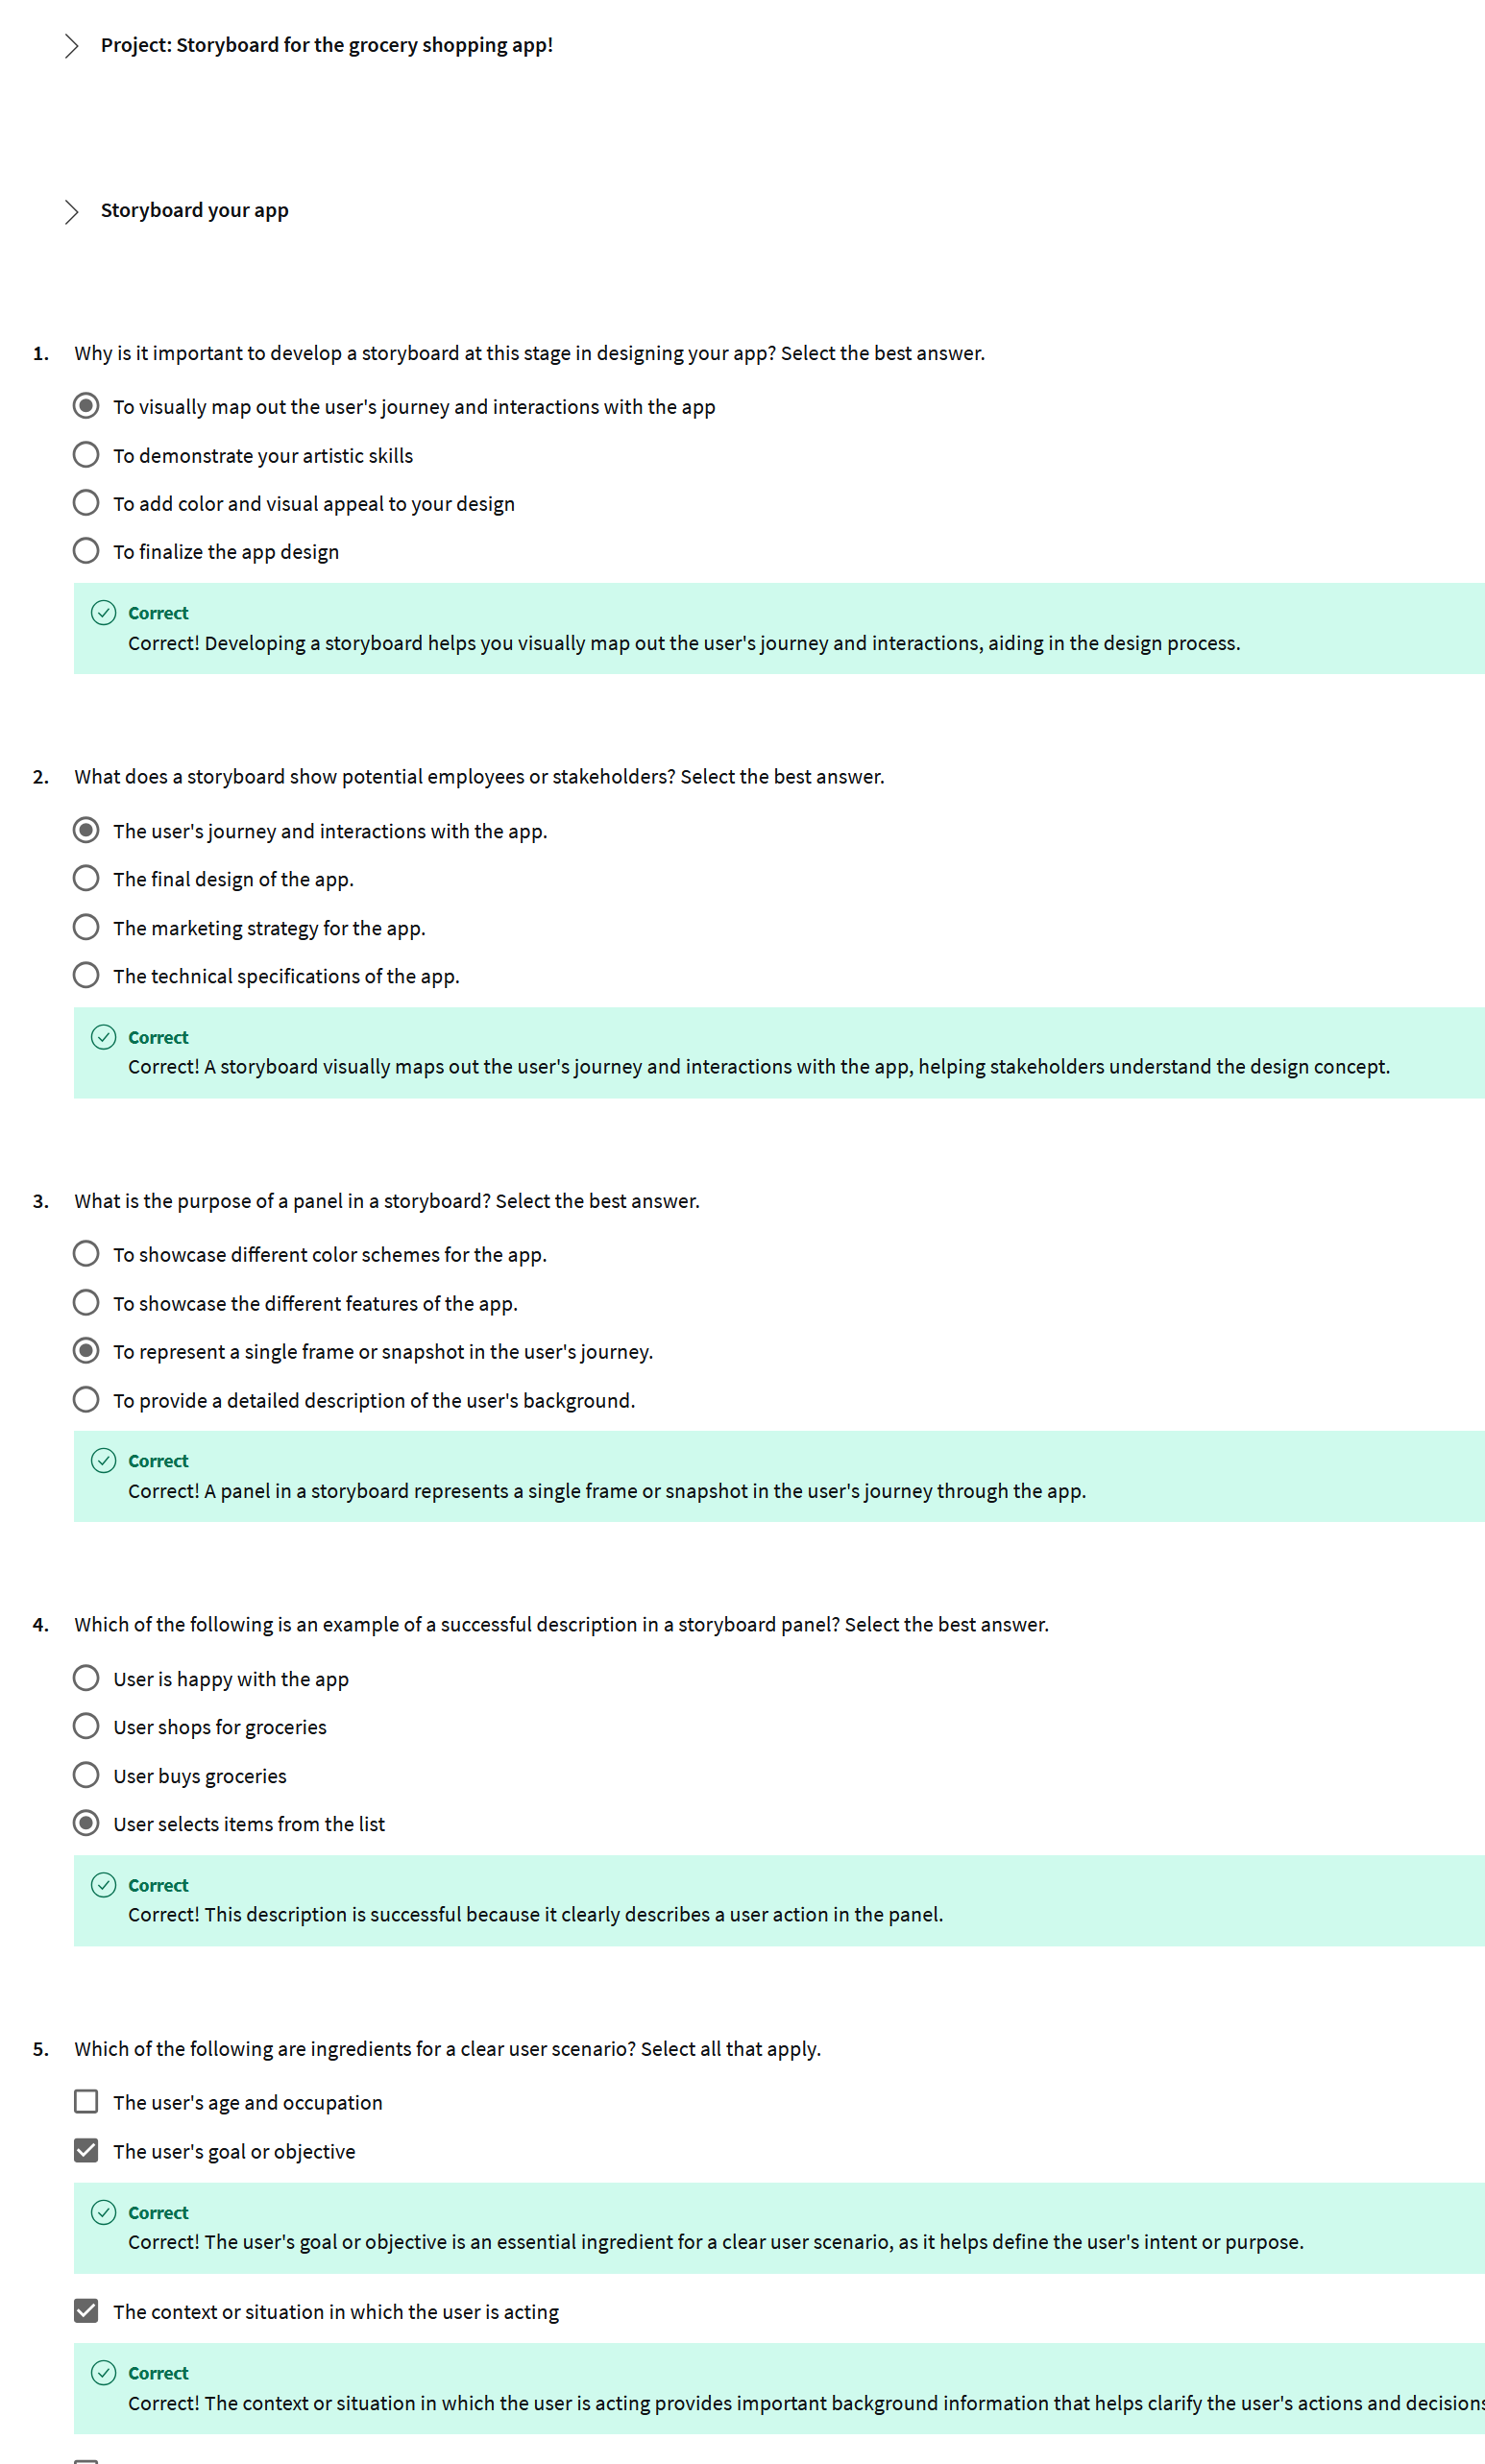 Project: Storyboard for the grocery shopping app!
Storyboard your app
1. Why is it important to develop a storyboard at this stage in designing your app? Select the best answer.
To visually map out the user's journey and interactions with the app
To demonstrate your artistic skills
To add color and visual appeal to your design
To finalize the app design
Correct
Correct! Developing a storyboard helps you visually map out the user's journey and interactions, aiding in the design process.
2. What does a storyboard show potential employees or stakeholders? Select the best answer.
The user's journey and interactions with the app.
The final design of the app.
The marketing strategy for the app.
The technical specifications of the app.
Correct
Correct! A storyboard visually maps out the user's journey and interactions with the app, helping stakeholders understand the design concept.
3. What is the purpose of a panel in a storyboard? Select the best answer.
To showcase different color schemes for the app.
To showcase the different features of the app.
To represent a single frame or snapshot in the user's journey.
To provide a detailed description of the user's background.
Correct
Correct! A panel in a storyboard represents a single frame or snapshot in the user's journey through the app.
4. Which of the following is an example of a successful description in a storyboard panel? Select the best answer.
User is happy with the app
User shops for groceries
User buys groceries
User selects items from the list
Correct
Correct! This description is successful because it clearly describes a user action in the panel.
5. Which of the following are ingredients for a clear user scenario? Select all that apply.
The user's age and occupation
The user's goal or objective
Correct
Correct! The user's goal or objective is an essential ingredient for a clear user scenario, as it helps define the user's intent or purpose.
The context or situation in which the user is acting
Correct
Correct! The context or situation in which the user is acting provides important background information that helps clarify the user's actions and decisions